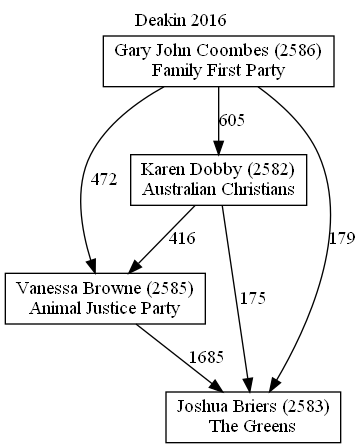 Deakin 2016
Gary John Coombes (2586)
Family First Party
605
Karen Dobby (2582)
Australian Christians
472
416
179
Vanessa Browne (2585)
Animal Justice Party
175
1685
Joshua Briers (2583)
The Greens